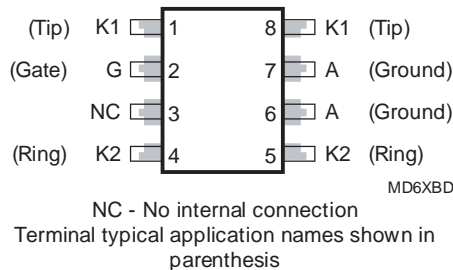 (Tip) K1 1 8 K1 (Tip)
(Gate) G 2 7 A (Ground)
NC 3 6 A (Ground)
(Ring) K2 4 5 K2 (Ring)
MD6XBD
NC - No internal connection
Terminal typical application names shown in
parenthesis